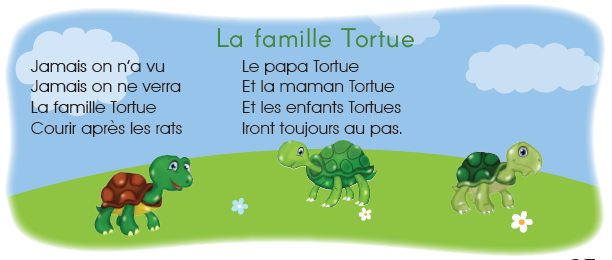 La famille Tortue
Jamais on n'a vu
Jamais on ne verra
La famille Tortue
Courir après les rats
Le papa Tortue
Et la maman Tortue
Et les enfants Tortues
Iront toujours au pas.